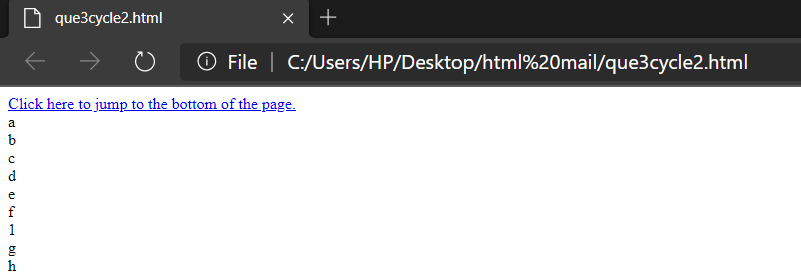 que3cycle2.html
File | C:/Users/HP/Desktop/html%20mail/que3cycle2.html
Click here to jump to the bottom of the page.
a
b
c
d
e
f
1
g
h